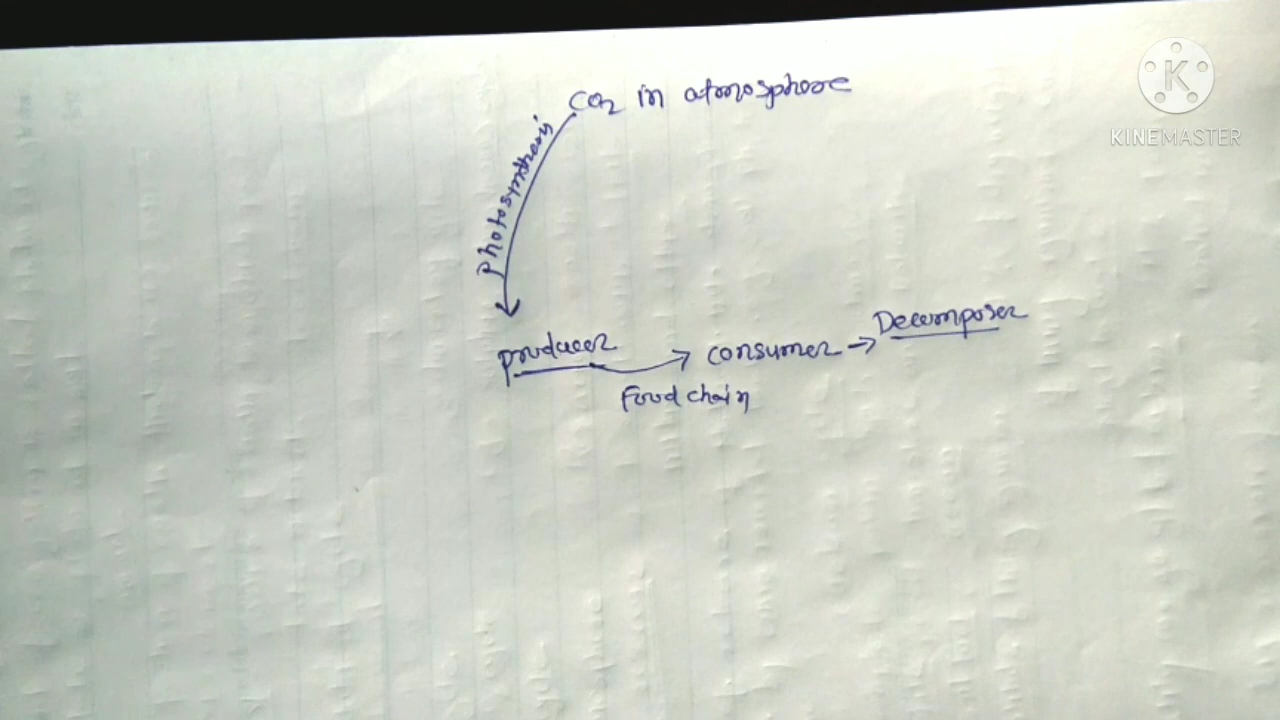 CO2 in atmosphere
photosynthesis
producer
consumer
Decomposer
Food chain
KINEMASTER